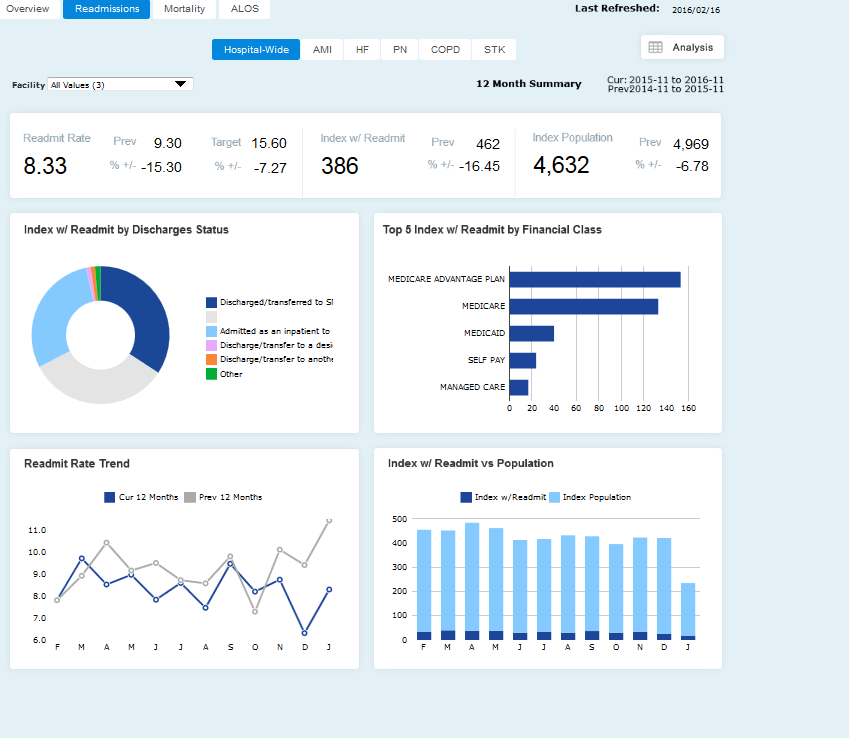 Overview Readmissions Mortality ALOS Last Refreshed: 2016/02/16
Hospital-Wide AMI HF PN COPD STK Analysis
Facility All Values (3) 12 Month Summary Cur: 2015-11 to 2016-11
Prev2014-11 to 2015-11
Readmit Rate Prev 9.30 Target 15.60 Index w/ Readmit Prev 462 Index Population Prev 4,969
8.33 % +/- -15.30 % +/- -7.27 386 % +/- -16.45 4,632 % +/- -6.78
Index w/ Readmit by Discharges Status
Discharged/transferred to
Admitted as an inpatient to
Discharge/transfer to a
Discharge/transfer to
Other
Top 5 Index w/ Readmit by Financial Class
MEDICARE ADVANTAGE PLAN
MEDICARE
MEDICAID
SELF PAY
MANAGED CARE
0 20 40 60 80 100 120 140 160
Readmit Rate Trend
Cur 12 Months Prev 12 Months
11.0
10.0
9.0
8.0
7.0
6.0
F M A M J J A S O N D J
Index w/ Readmit vs Population
Index w/Readmit Index Population
500
400
300
200
100
0
F M A M J J A S O N D J